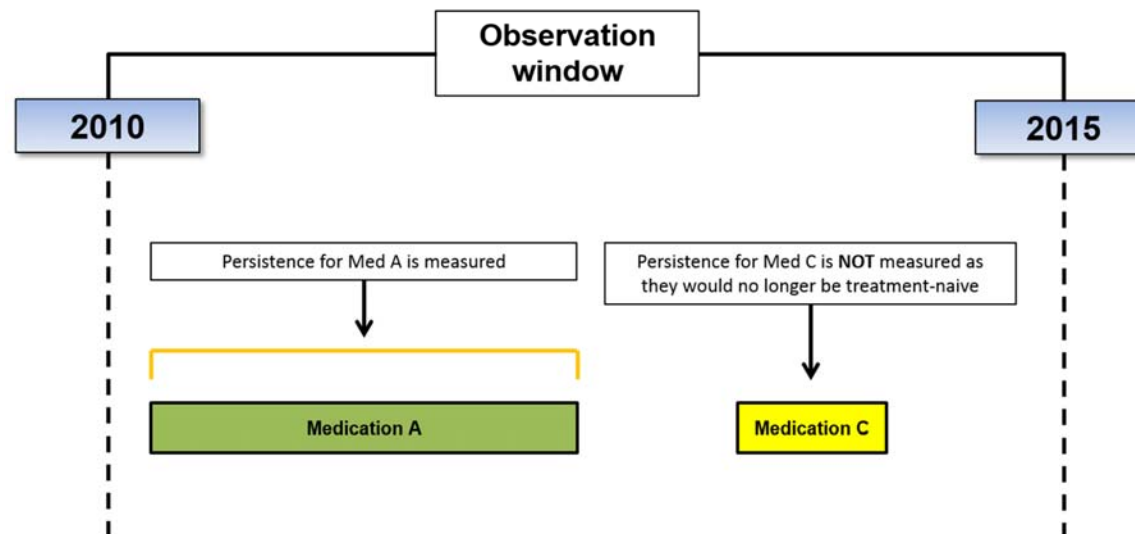 Observation
window
2010
2015
Persistence for Med A is measured
Persistence for Med C is NOT measured as
they would no longer be treatment-naive
Medication A
Medication C